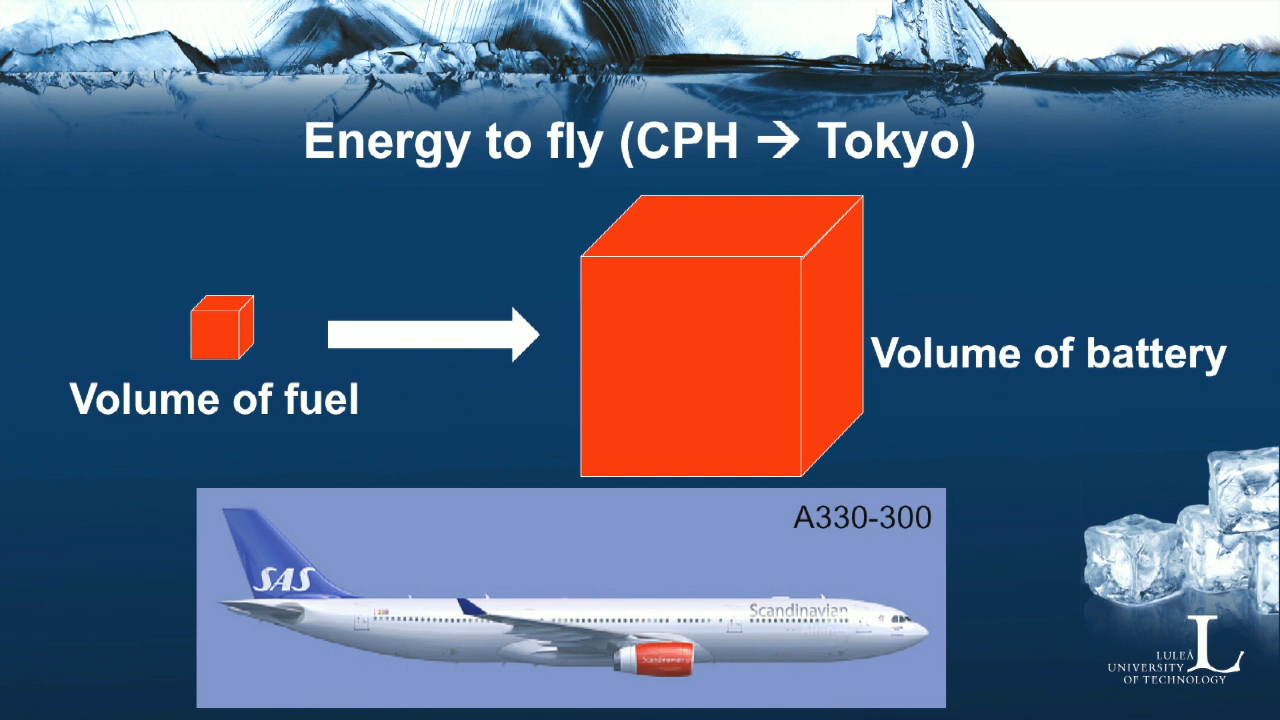 Energy to fly (CPH → Tokyo)
Volume of battery
Volume of fuel
A330-300
SAS
Scandinavian
Scandinavian
LULEÅ
UNIVERSITY
OF TECHNOLOGY
L